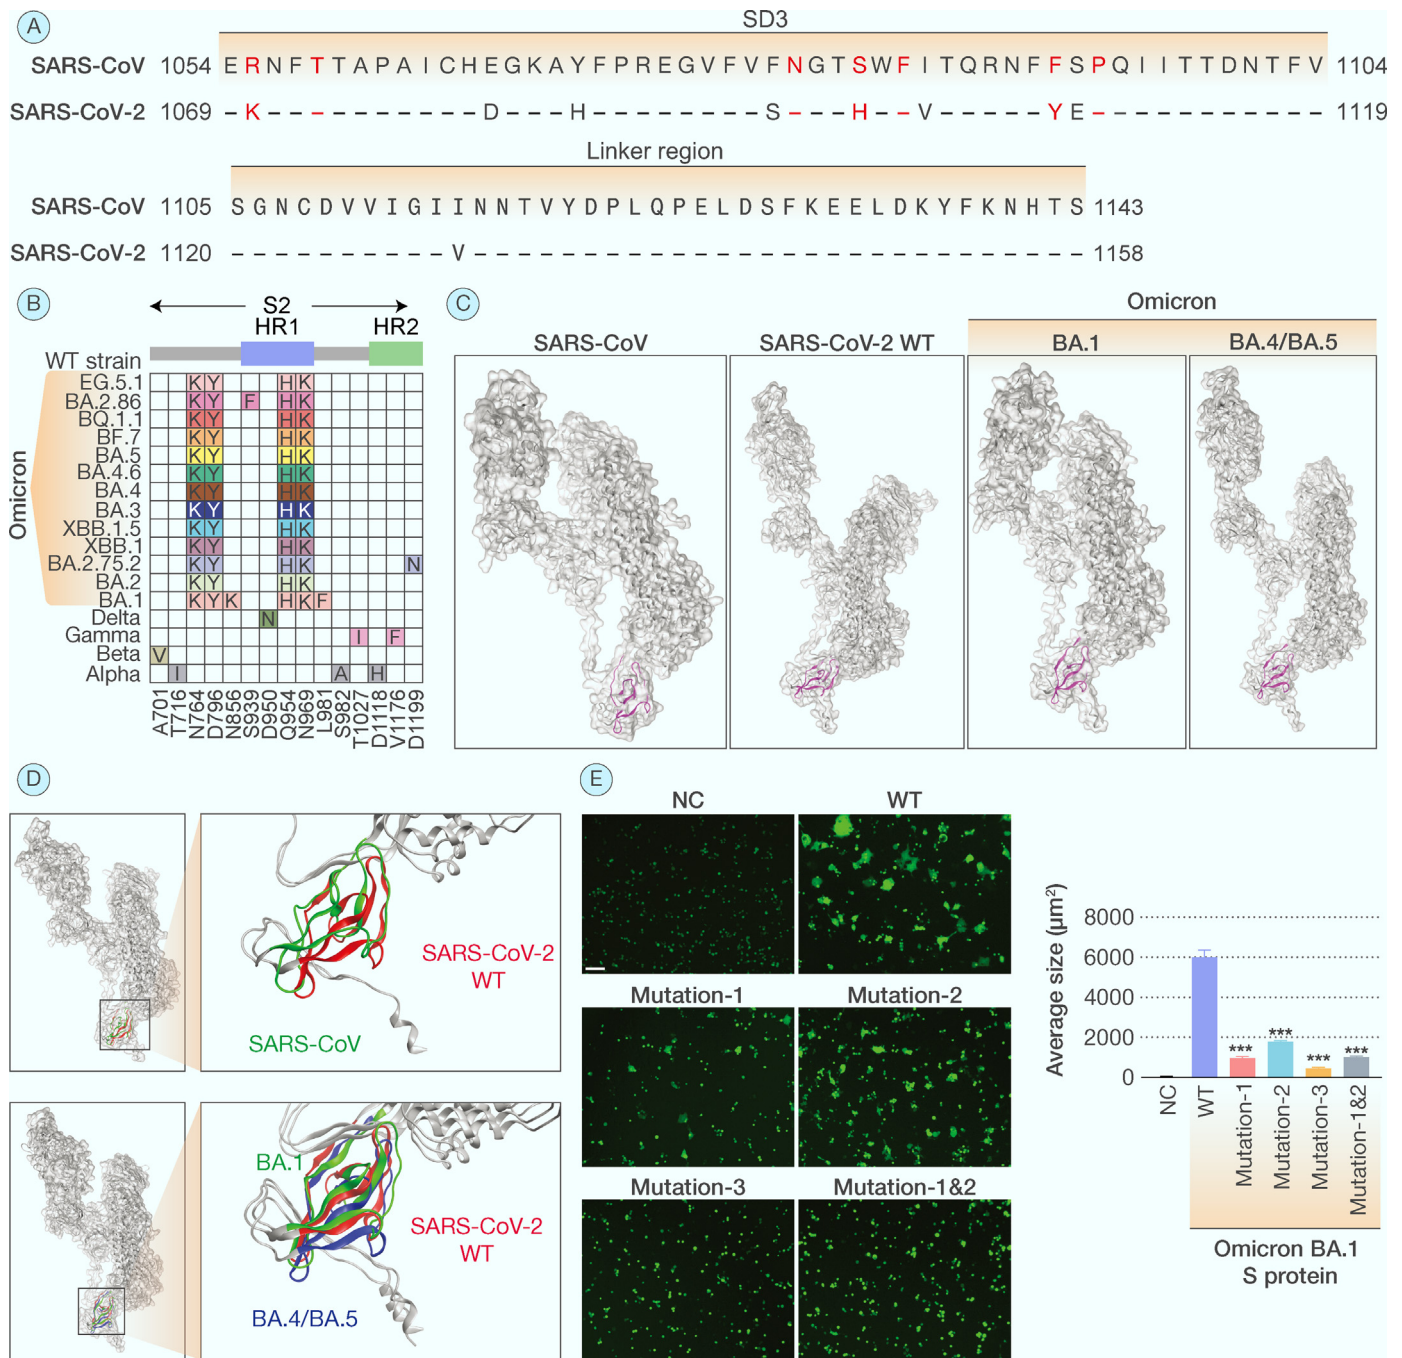 A
SD3
SARS-CoV 1054 E R N F T T A P A I C H E G K A Y F P R E G V F V F N G T S W F I T Q R N F F S P Q I I T T D N T F V 1104
SARS-CoV-2 1069 – K – – – – – – – – – – D – – – H – – – – – – – – S – – – H – – V – – – – – Y E – – – – – – – – – – – 1119
Linker region
SARS-CoV 1105 S G N C D V V I G I I N N T V Y D P L Q P E L D S F K E E L D K Y F K N H T S 1143
SARS-CoV-2 1120 – – – – – – – – – – V – – – – – – – – – – – – – – – – – – – – – – – – – – – – 1158
B
S2
HR1 HR2
WT strain
Omicron
EG.5.1 K Y H K
BA.2.86 K Y F H K
BQ.1.1 K Y H K
BF.7 K Y H K
BA.5 K Y H K
BA.4.6 K Y H K
BA.4 K Y H K
BA.3 K Y H K
XBB.1.5 K Y H K
XBB.1 K Y H K
BA.2.75.2 K Y H K N
BA.2 K Y H K
BA.1 K Y K H K F
Delta N
Gamma I F
Beta V
Alpha I A H
A701 T716 N764 D796 N856 S939 D950 Q954 N969 L981 S982 T1027 D1118 V1176 D1199
C
Omicron
SARS-CoV SARS-CoV-2 WT BA.1 BA.4/BA.5
D
SARS-CoV-2
WT
SARS-CoV
BA.1
SARS-CoV-2
WT
BA.4/BA.5
E
NC WT
Mutation-1 Mutation-2
Mutation-3 Mutation-1&2
Average size (µm²)
8000
6000
4000
2000
0
*** *** *** ***
NC WT Mutation-1 Mutation-2 Mutation-3 Mutation-1&2
Omicron BA.1
S protein